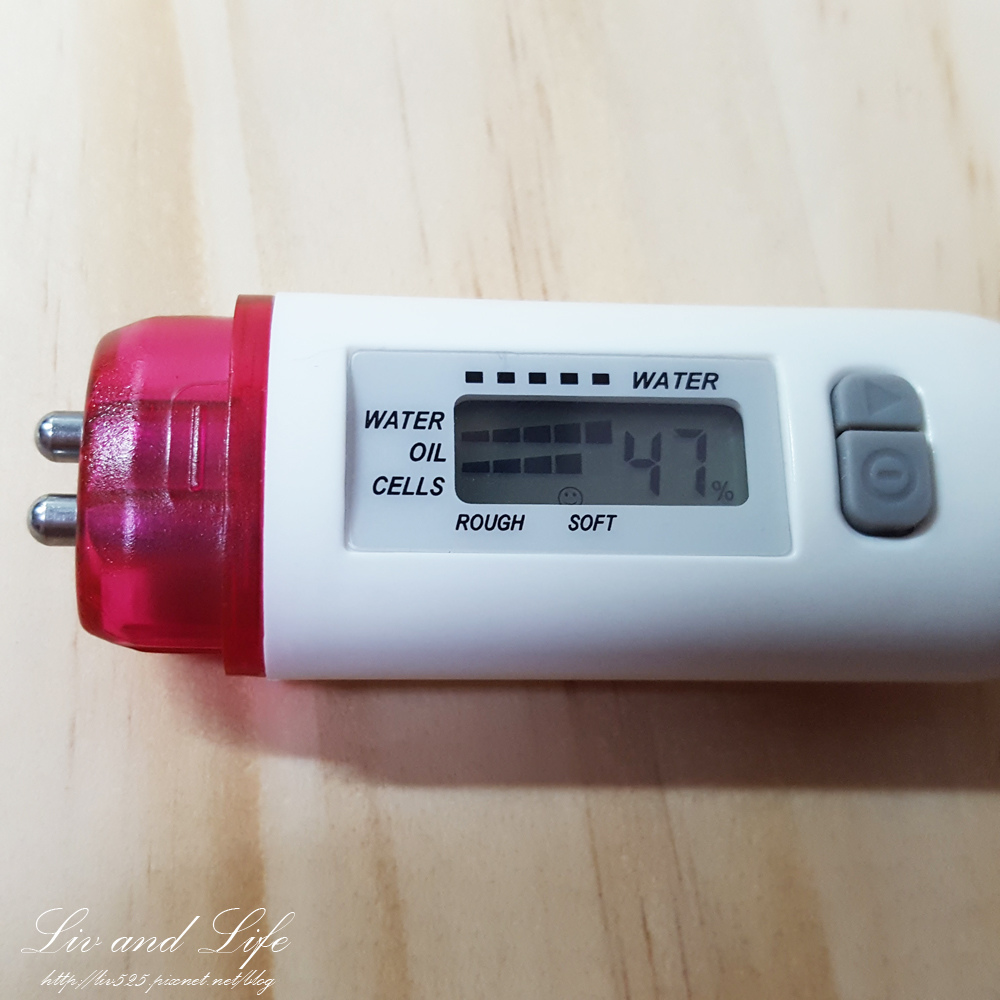 WATER
WATER
OIL
CELLS
47%
ROUGH SOFT
Liv and Life
http://liv525.pixnet.net/blog